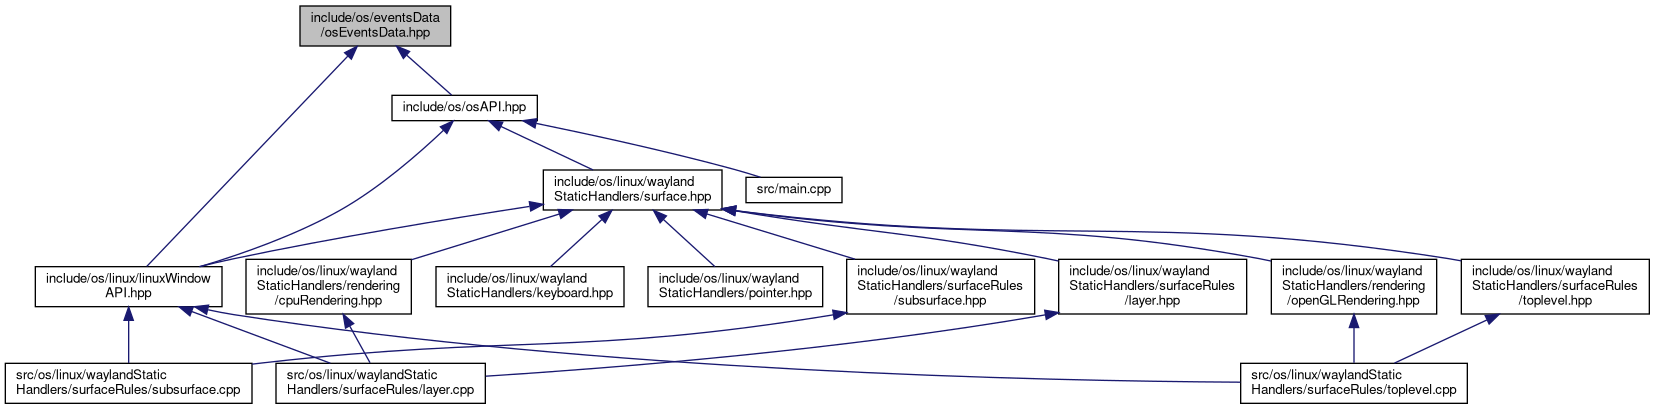 include/os/eventsData
/osEventsData.hpp
include/os/osAPI.hpp
include/os/linux/wayland
StaticHandlers/surface.hpp
src/main.cpp
include/os/linux/linuxWindow
API.hpp
include/os/linux/wayland
StaticHandlers/rendering
/cpuRendering.hpp
include/os/linux/wayland
StaticHandlers/keyboard.hpp
include/os/linux/wayland
StaticHandlers/pointer.hpp
include/os/linux/wayland
StaticHandlers/surfaceRules
/subsurface.hpp
include/os/linux/wayland
StaticHandlers/surfaceRules
/layer.hpp
include/os/linux/wayland
StaticHandlers/rendering
/openGLRendering.hpp
include/os/linux/wayland
StaticHandlers/surfaceRules
/toplevel.hpp
src/os/linux/waylandStatic
Handlers/surfaceRules/subsurface.cpp
src/os/linux/waylandStatic
Handlers/surfaceRules/layer.cpp
src/os/linux/waylandStatic
Handlers/surfaceRules/toplevel.cpp